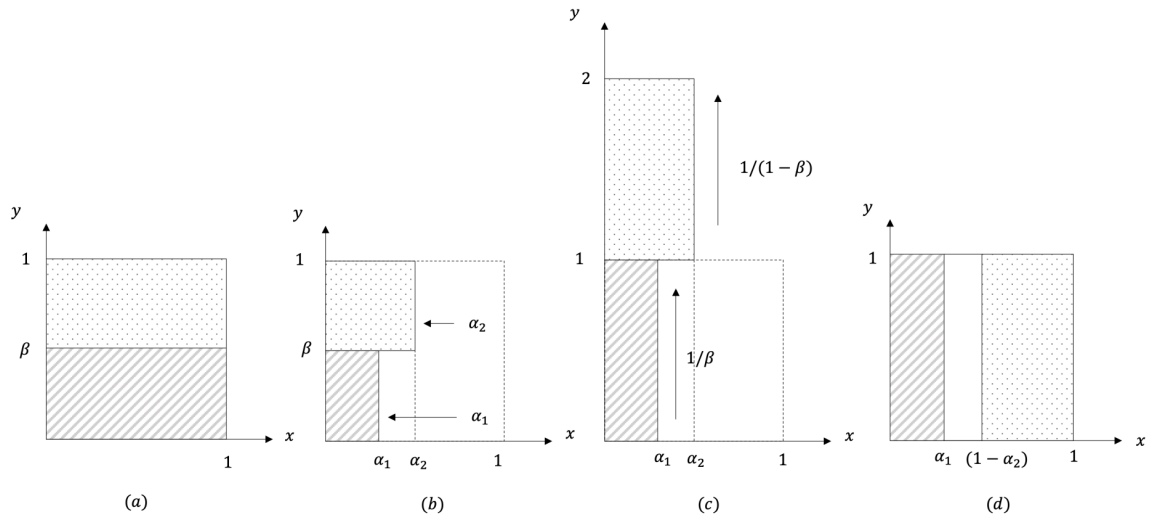 y
1
β
x
1
(a)
y
1
β
α₂
α₁
x
α₁ α₂ 1
(b)
y
2
1/(1 − β)
1
1/β
x
α₁ α₂ 1
(c)
y
1
x
α₁ (1 − α₂) 1
(d)